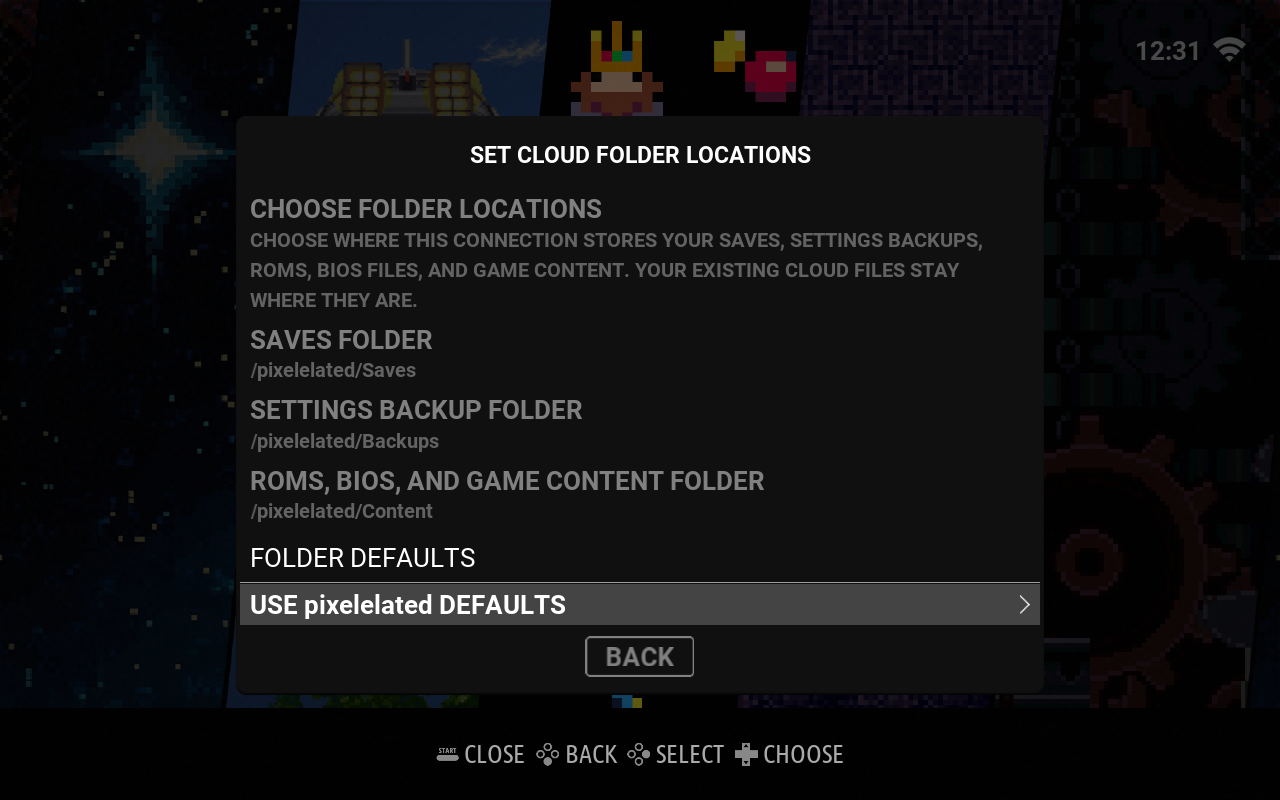 12:31
SET CLOUD FOLDER LOCATIONS
CHOOSE FOLDER LOCATIONS
CHOOSE WHERE THIS CONNECTION STORES YOUR SAVES, SETTINGS BACKUPS,
ROMS, BIOS FILES, AND GAME CONTENT. YOUR EXISTING CLOUD FILES STAY
WHERE THEY ARE.
SAVES FOLDER
/pixelelated/Saves
SETTINGS BACKUP FOLDER
/pixelelated/Backups
ROMS, BIOS, AND GAME CONTENT FOLDER
/pixelelated/Content
FOLDER DEFAULTS
USE pixelelated DEFAULTS
BACK
START CLOSE BACK SELECT CHOOSE